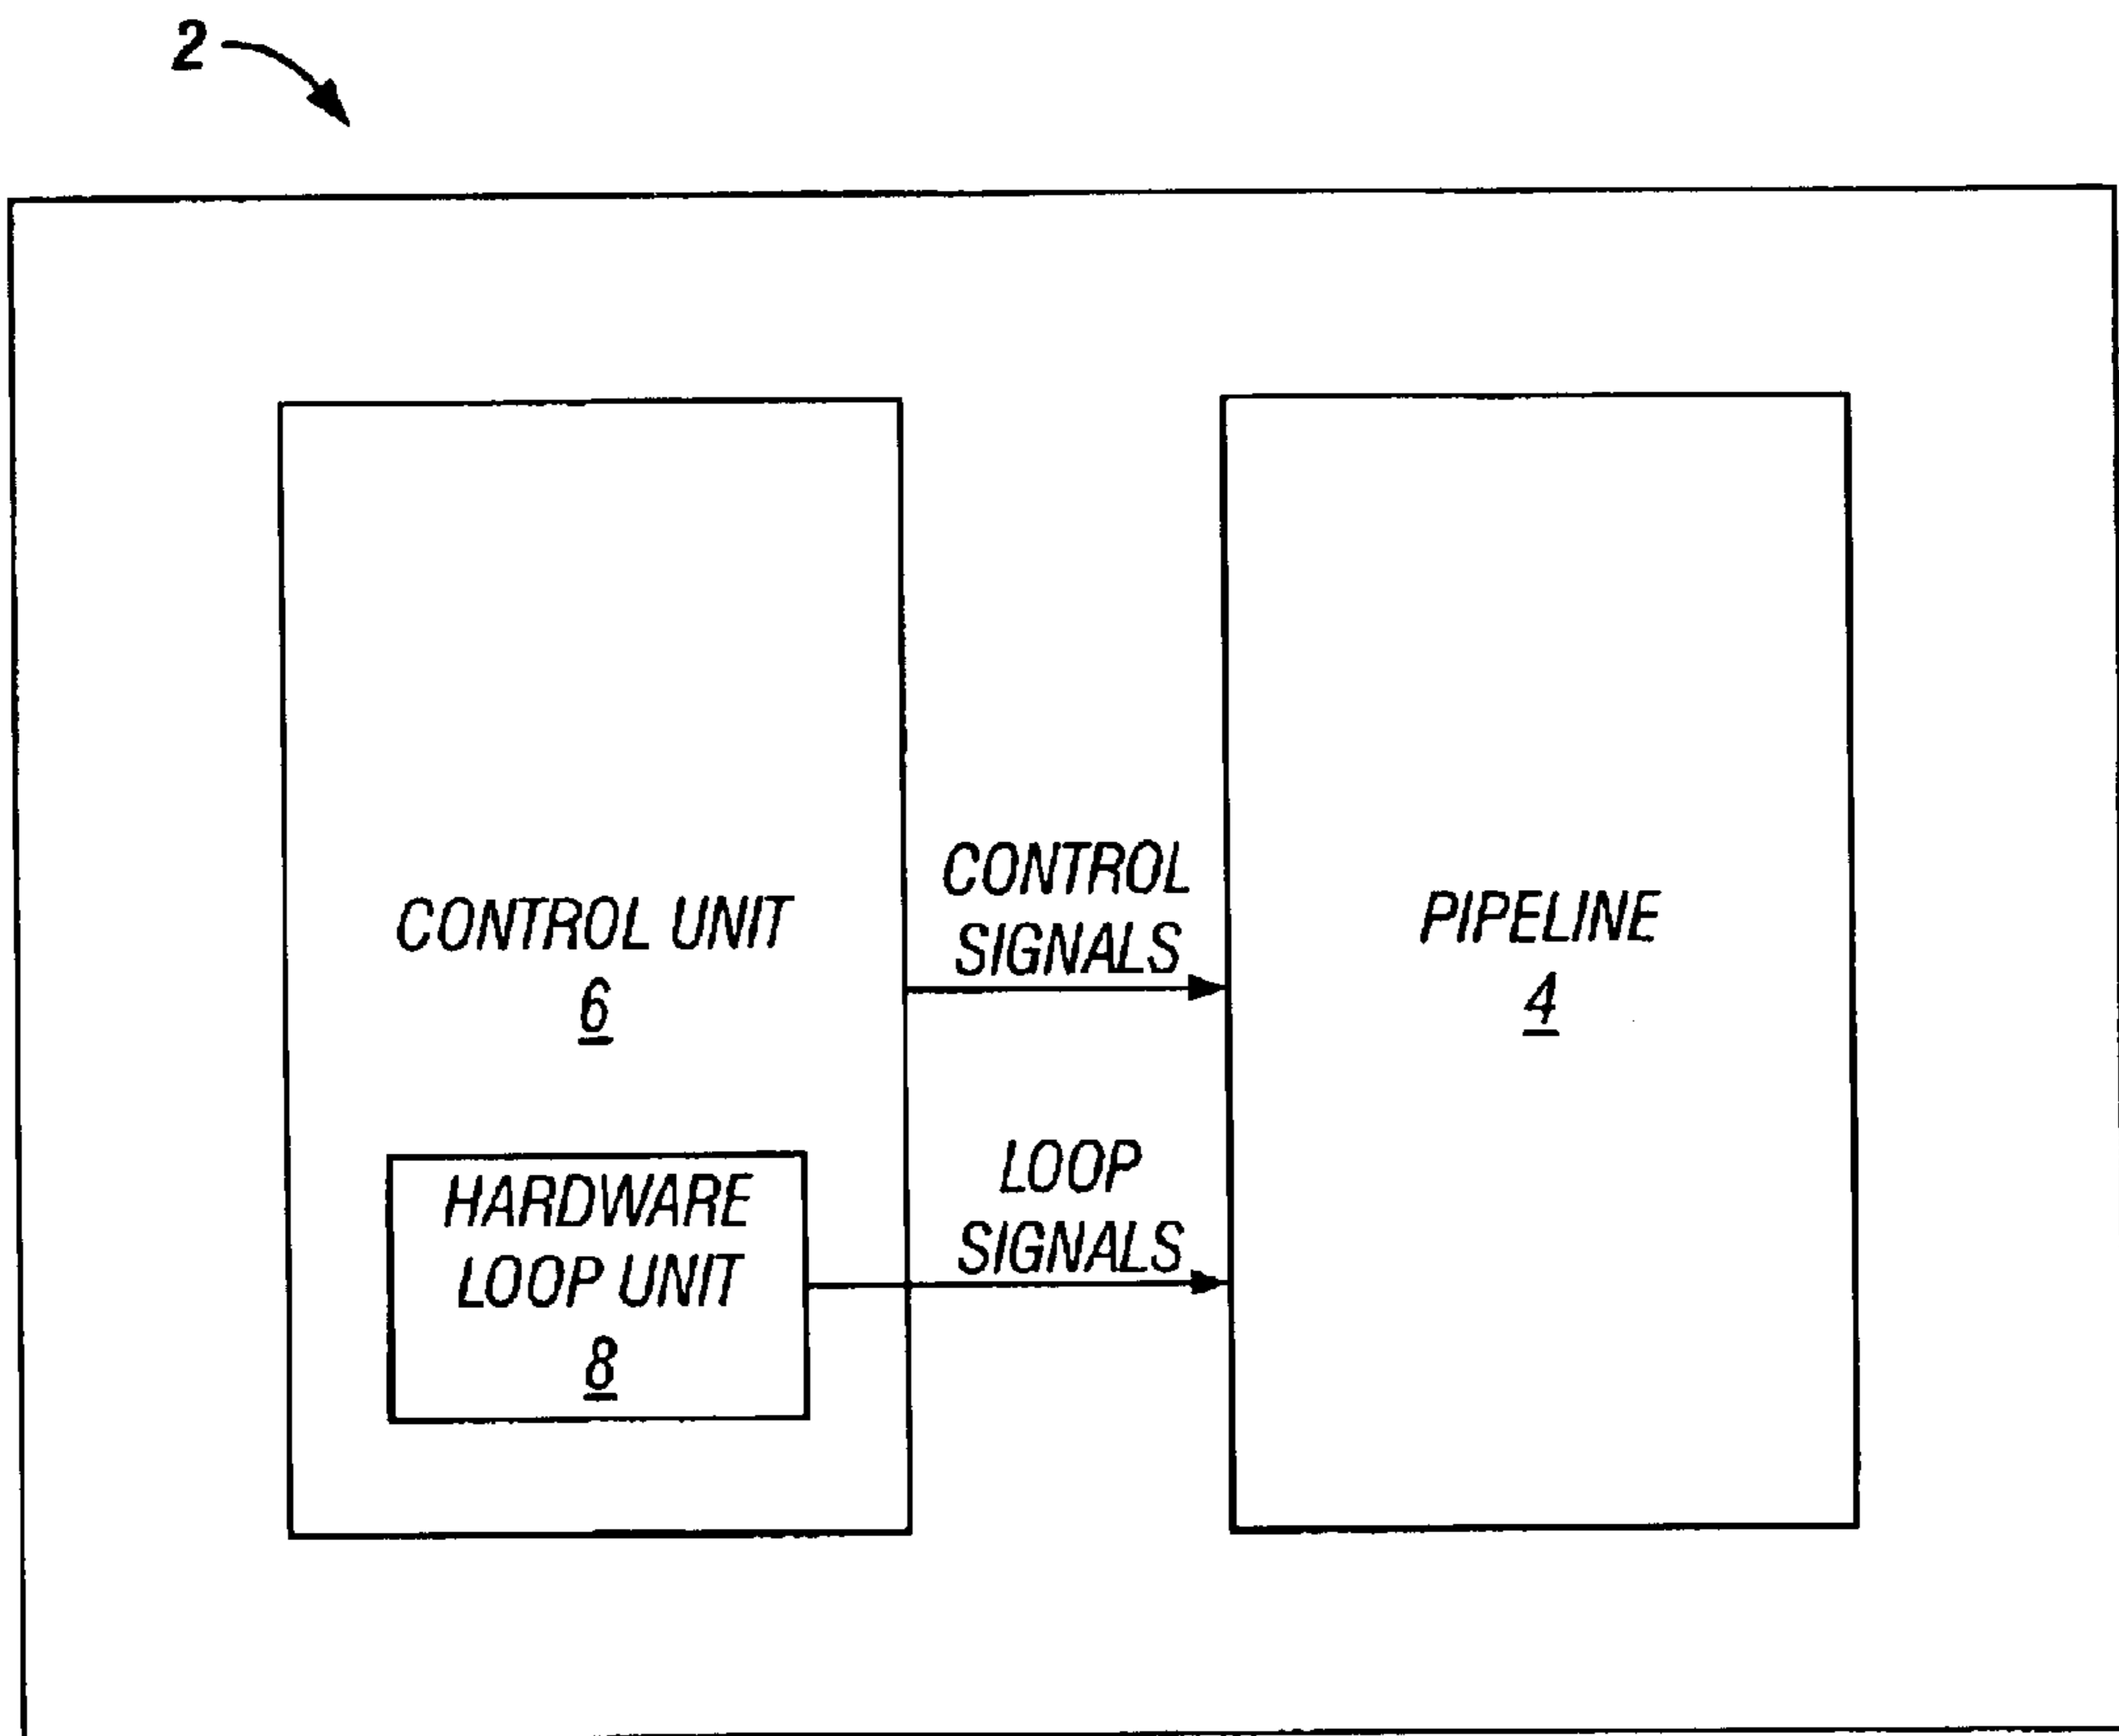 2
CONTROL UNIT
6
HARDWARE
LOOP UNIT
8
CONTROL
SIGNALS
LOOP
SIGNALS
PIPELINE
4